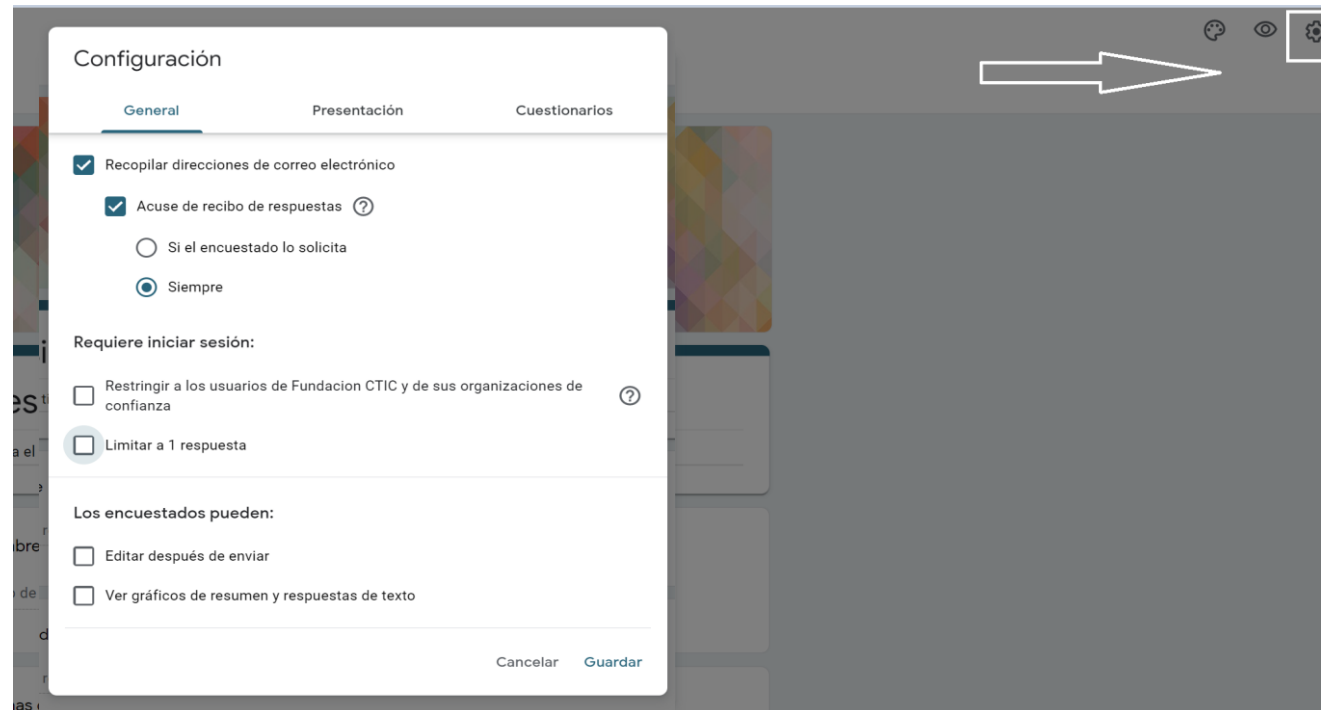 Configuración
General Presentación Cuestionarios
Recopilar direcciones de correo electrónico
Acuse de recibo de respuestas
Si el encuestado lo solicita
Siempre
Requiere iniciar sesión:
Restringir a los usuarios de Fundacion CTIC y de sus organizaciones de
confianza
Limitar a 1 respuesta
Los encuestados pueden:
Editar después de enviar
Ver gráficos de resumen y respuestas de texto
Cancelar Guardar